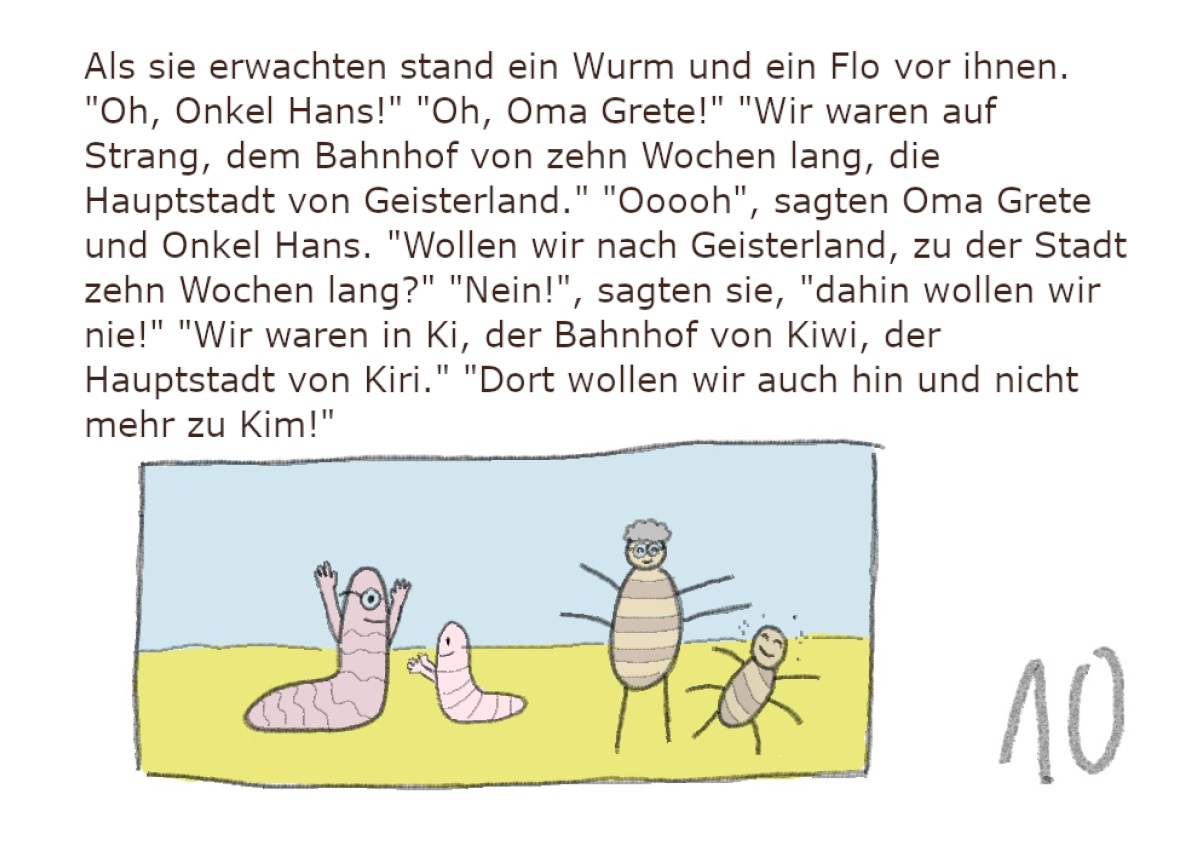 Als sie erwachten stand ein Wurm und ein Flo vor ihnen.
"Oh, Onkel Hans!" "Oh, Oma Grete!" "Wir waren auf
Strang, dem Bahnhof von zehn Wochen lang, die
Hauptstadt von Geisterland." "Ooooh", sagten Oma Grete
und Onkel Hans. "Wollen wir nach Geisterland, zu der Stadt
zehn Wochen lang?" "Nein!", sagten sie, "dahin wollen wir
nie!" "Wir waren in Ki, der Bahnhof von Kiwi, der
Hauptstadt von Kiri." "Dort wollen wir auch hin und nicht
mehr zu Kim!"
10